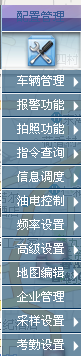 配置管理
车辆管理
报警功能
拍照功能
指令查询
信息调度
油电控制
频率设置
高级设置
地图编辑
企业管理
采样设置
考勤设置